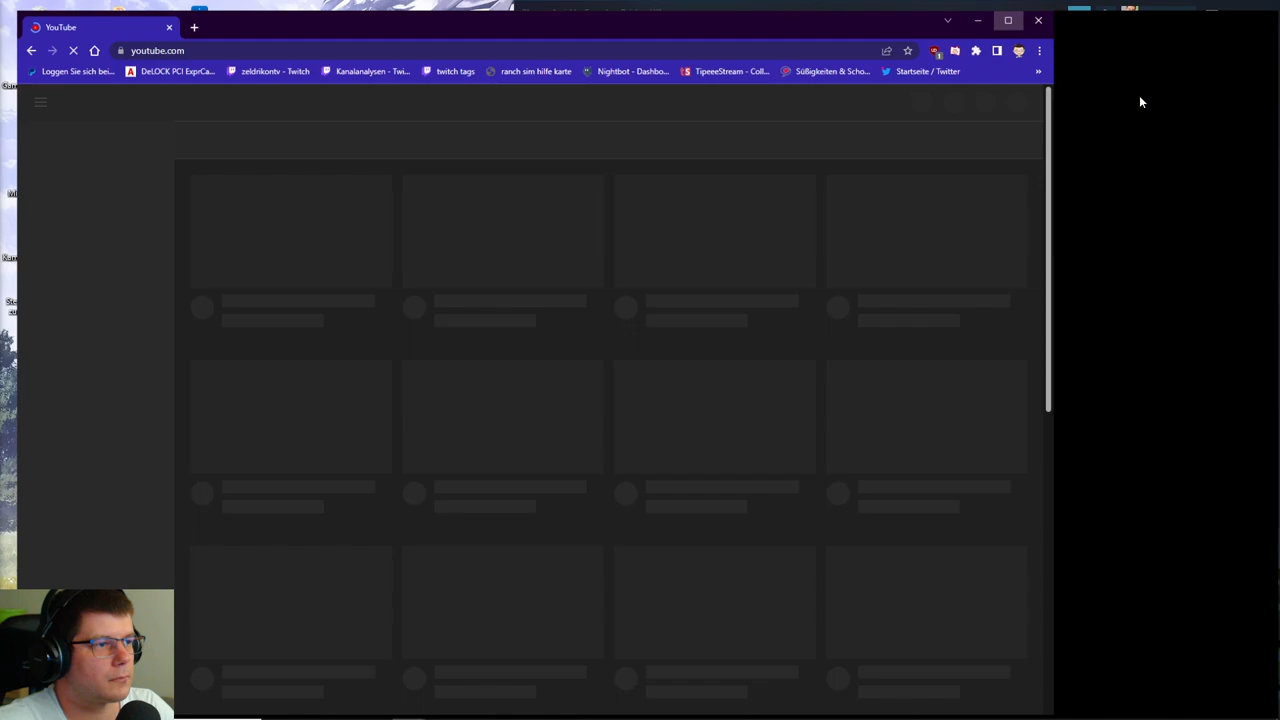 YouTube
youtube.com
Loggen Sie sich bei...
DeLOCK PCI ExprCa...
zeldrikontv - Twitch
Kanalanalysen - Twi...
twitch tags
ranch sim hilfe karte
Nightbot - Dashbo...
TipeeeStream - Coll...
Süßigkeiten & Scho...
Startseite / Twitter
»